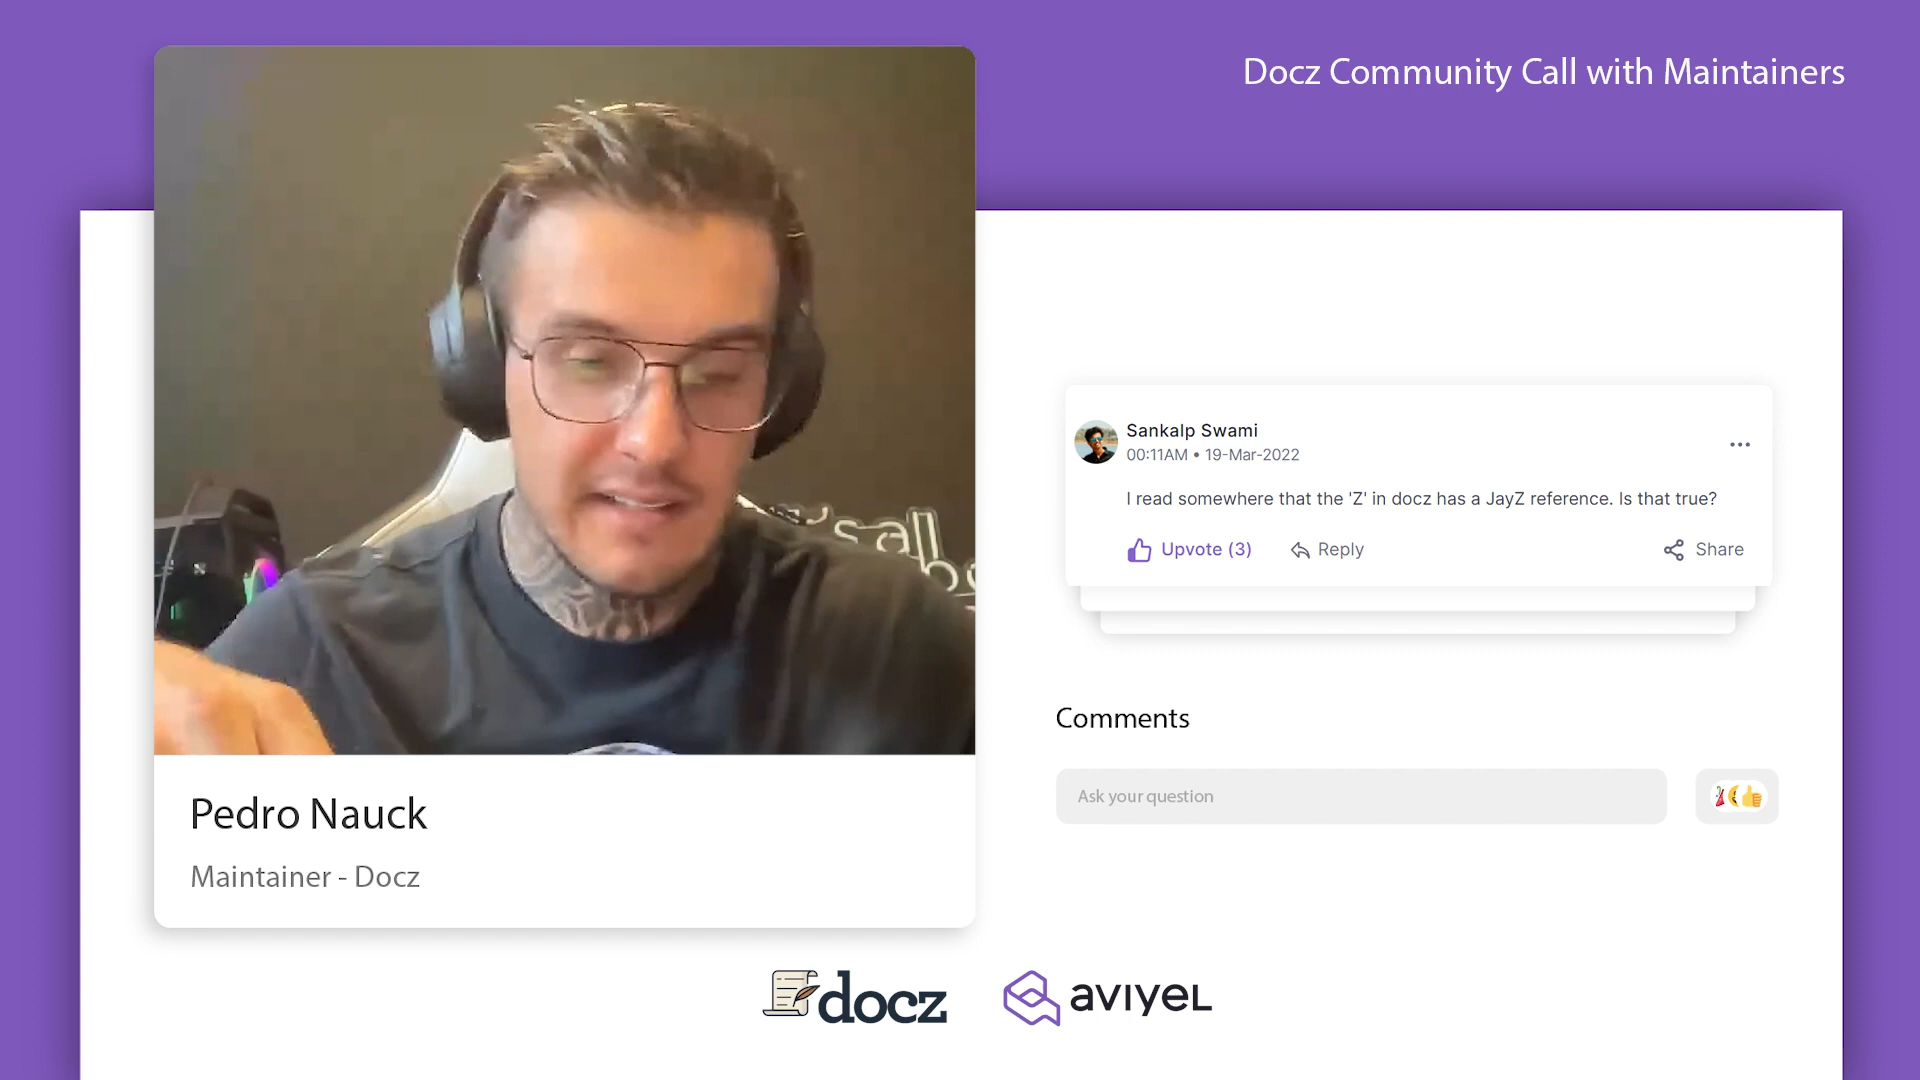 Docz Community Call with Maintainers
Sankalp Swami
00:11AM • 19-Mar-2022
I read somewhere that the 'Z' in docz has a JayZ reference. Is that true?
Upvote (3)
Reply
Share
Comments
Ask your question
Pedro Nauck
Maintainer - Docz
docz
aviyel